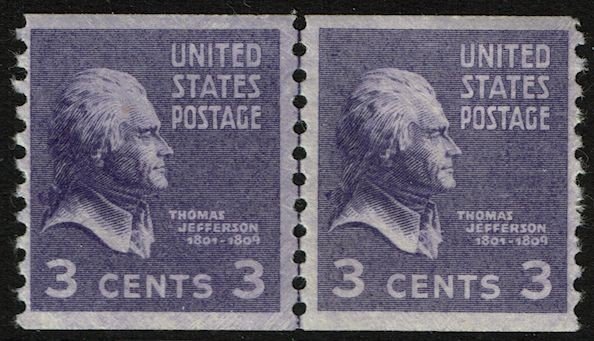 UNITED
STATES
POSTAGE
THOMAS
JEFFERSON
1801-1809
3 CENTS 3
UNITED
STATES
POSTAGE
THOMAS
JEFFERSON
1801-1809
3 CENTS 3